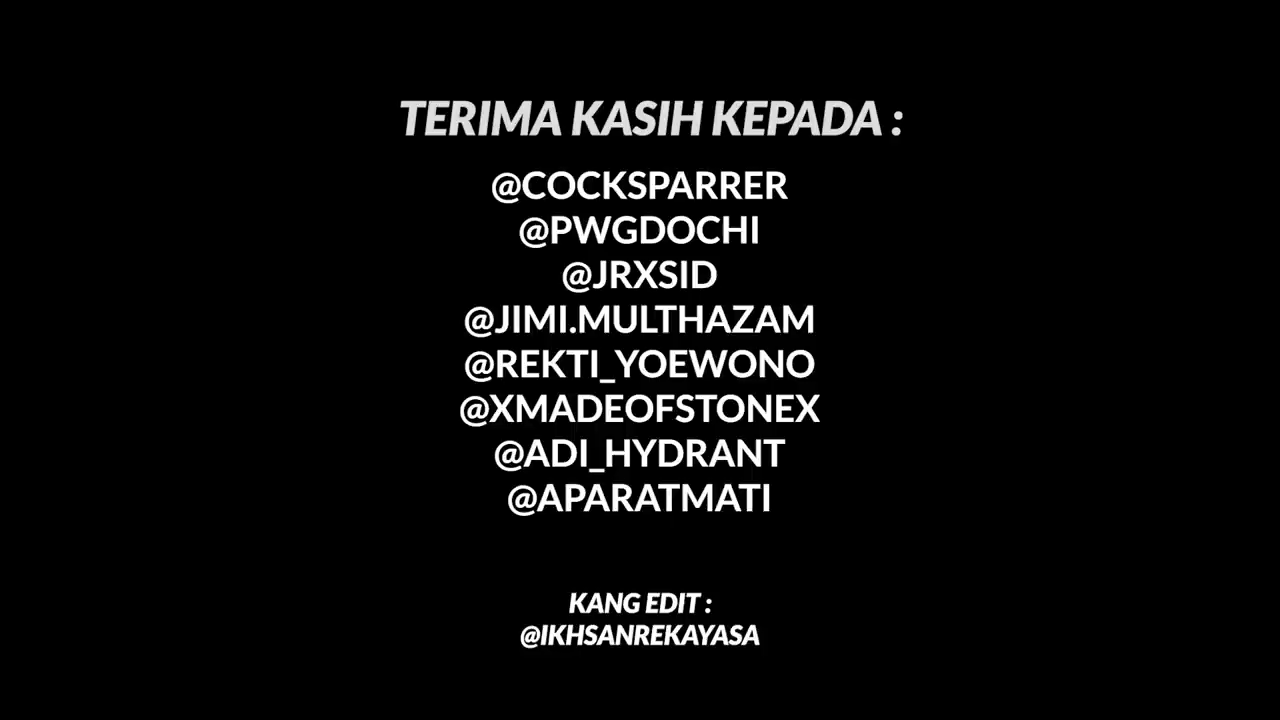 TERIMA KASIH KEPADA :
@COCKSPARRER
@PWGDOCHI
@JRXSID
@JIMI.MULTHAZAM
@REKTI_YOEWONO
@XMADEOFSTONEX
@ADI_HYDRANT
@APARATMATI
KANG EDIT :
@IKHSANREKAYASA